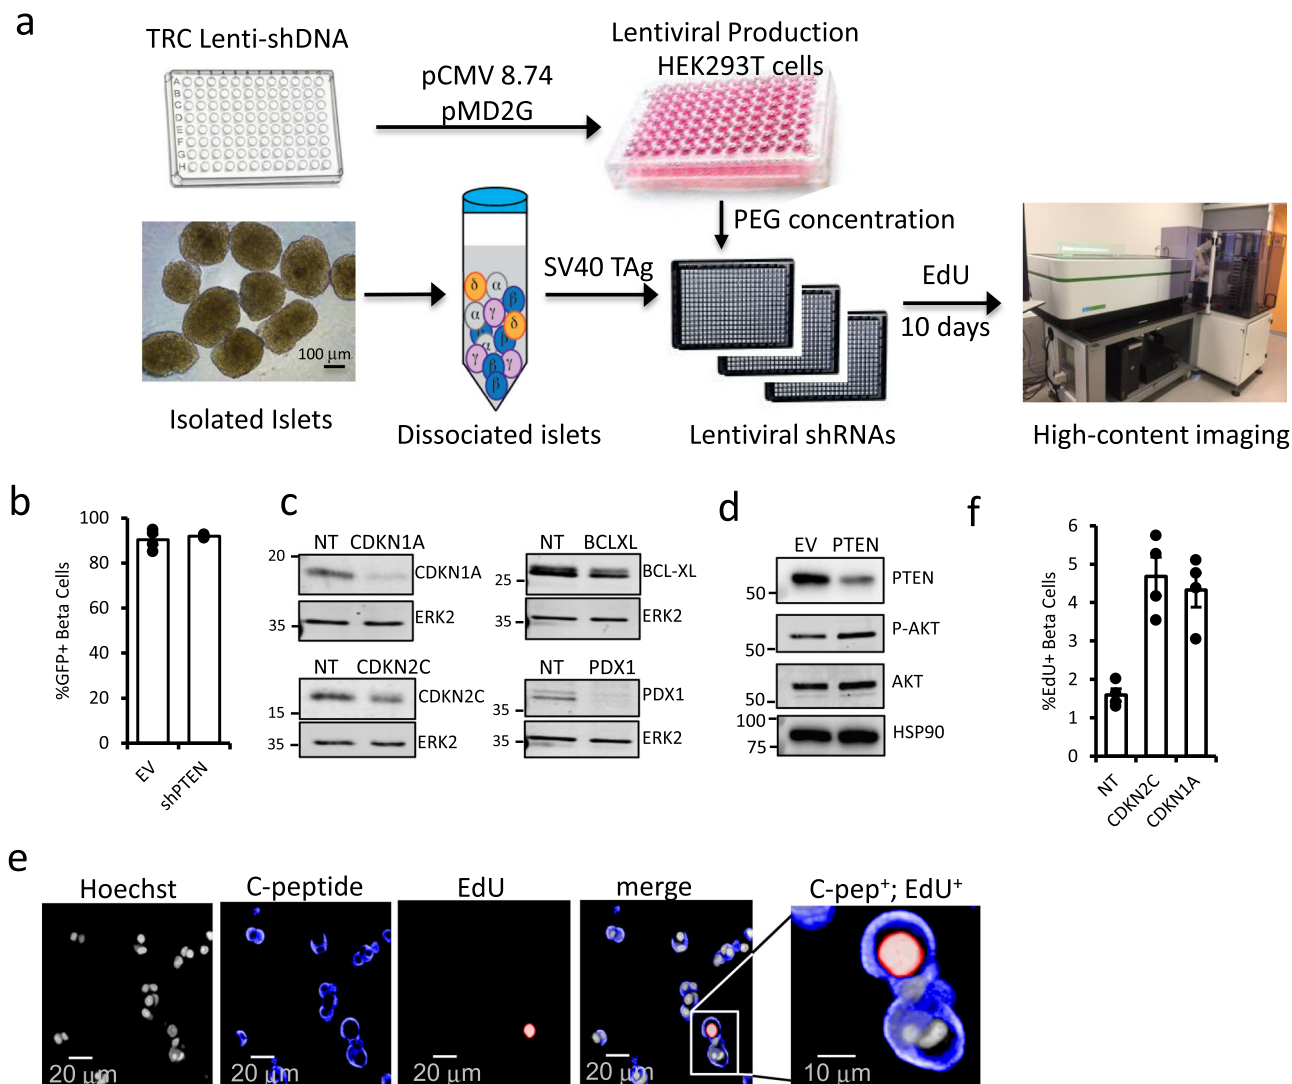 a
TRC Lenti-shDNA
A
B
C
D
E
F
G
H
pCMV 8.74
pMD2G
Lentiviral Production
HEK293T cells
PEG concentration
100 μm
Isolated Islets
δ α
β
α γ
δ
β
α
γ γ
β
β
Dissociated islets
SV40 TAg
Lentiviral shRNAs
EdU
10 days
High-content imaging
b
%GFP+ Beta Cells
100
80
60
40
20
0
EV
shPTEN
c
NT CDKN1A
20
CDKN1A
35
ERK2
NT BCLXL
25
BCL-XL
35
ERK2
NT CDKN2C
CDKN2C
15
35
ERK2
NT PDX1
PDX1
35
35
ERK2
d
EV PTEN
50
PTEN
P-AKT
50
AKT
50
100
HSP90
75
f
%EdU+ Beta Cells
6
5
4
3
2
1
0
NT
CDKN2C
CDKN1A
e
Hoechst
C-peptide
EdU
merge
C-pep⁺; EdU⁺
20 μm
20 μm
20 μm
20 μm
10 μm